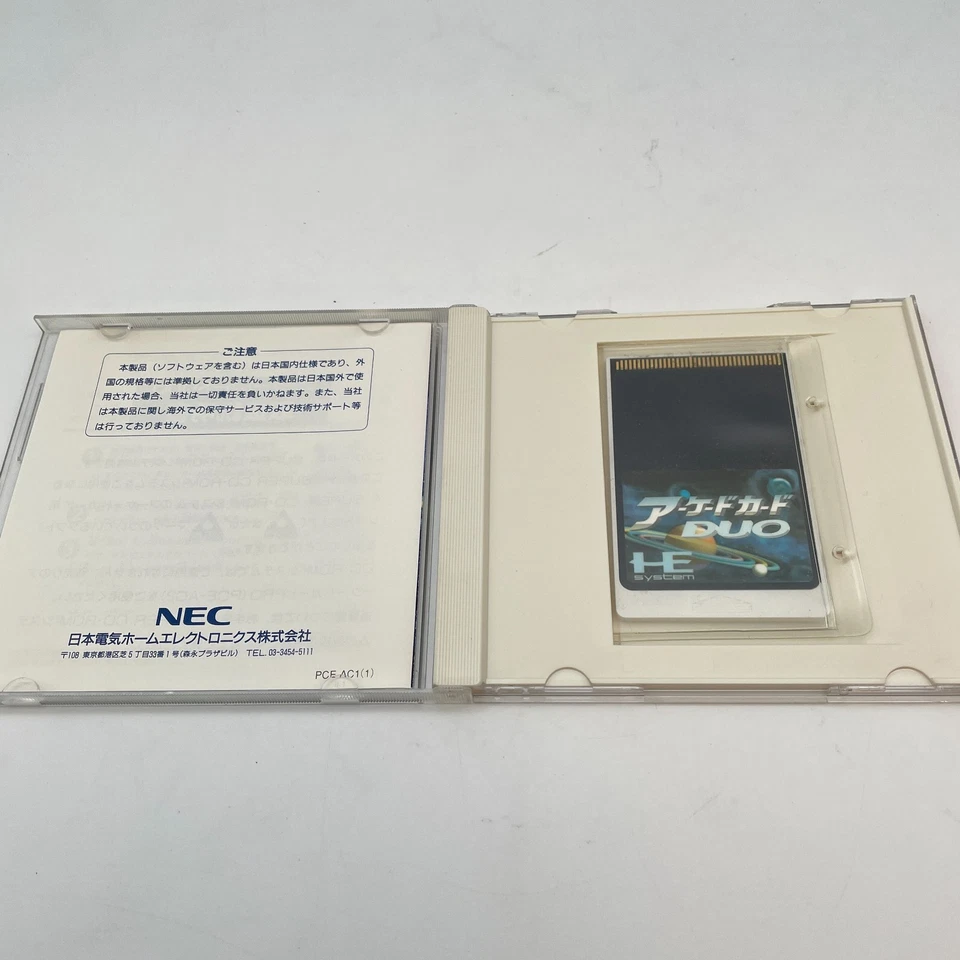 ご注意
本製品（ソフトウェアを含む）は日本国内仕様であり、外
国の規格等には準拠しておりません。本製品は日本国外で使
用された場合、当社は一切責任を負いかねます。また、当社
は本製品に関し海外での保守サービスおよび技術サポート等
は行っておりません。
NEC
日本電気ホームエレクトロニクス株式会社
〒108 東京都港区芝5丁目33番1号(森永プラザビル) TEL. 03-3454-5111
PCE-AC1(1)
アーケードカード
DUO
HE
system